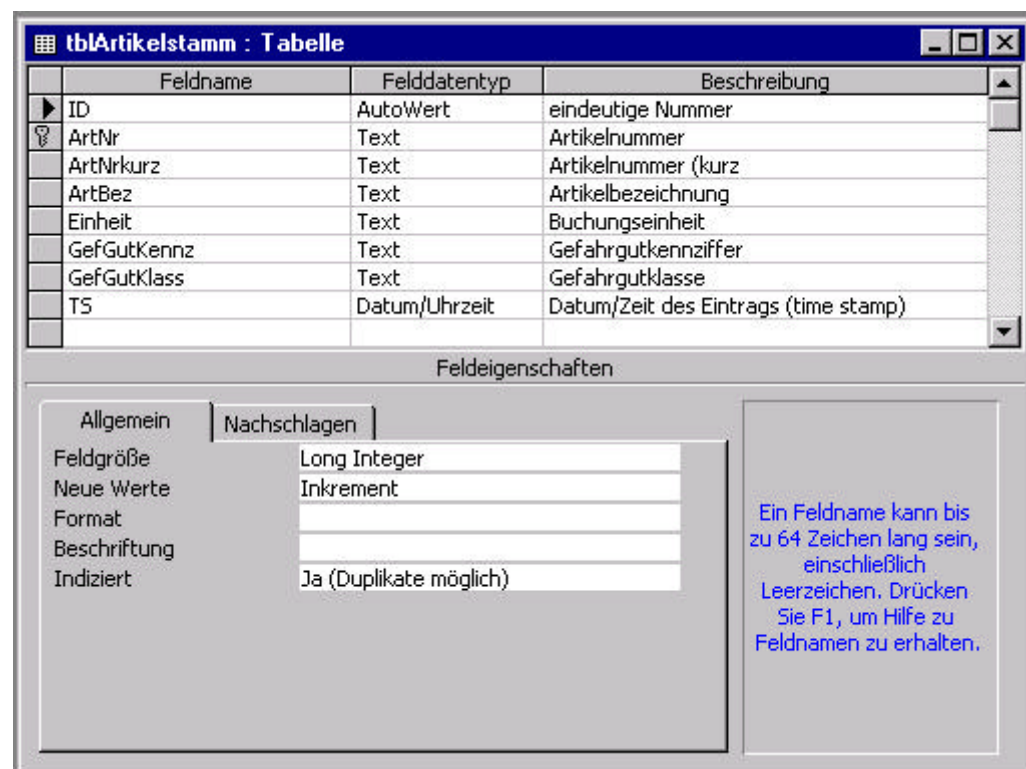 tblArtikelstamm : Tabelle
Feldname Felddatentyp Beschreibung
ID AutoWert eindeutige Nummer
ArtNr Text Artikelnummer
ArtNrkurz Text Artikelnummer (kurz
ArtBez Text Artikelbezeichnung
Einheit Text Buchungseinheit
GefGutKennz Text Gefahrgutkennziffer
GefGutKlass Text Gefahrgutklasse
TS Datum/Uhrzeit Datum/Zeit des Eintrags (time stamp)
Feldeigenschaften
Allgemein Nachschlagen
Feldgröße Long Integer
Neue Werte Inkrement
Format
Beschriftung
Indiziert Ja (Duplikate möglich)
Ein Feldname kann bis
zu 64 Zeichen lang sein,
einschließlich
Leerzeichen. Drücken
Sie F1, um Hilfe zu
Feldnamen zu erhalten.